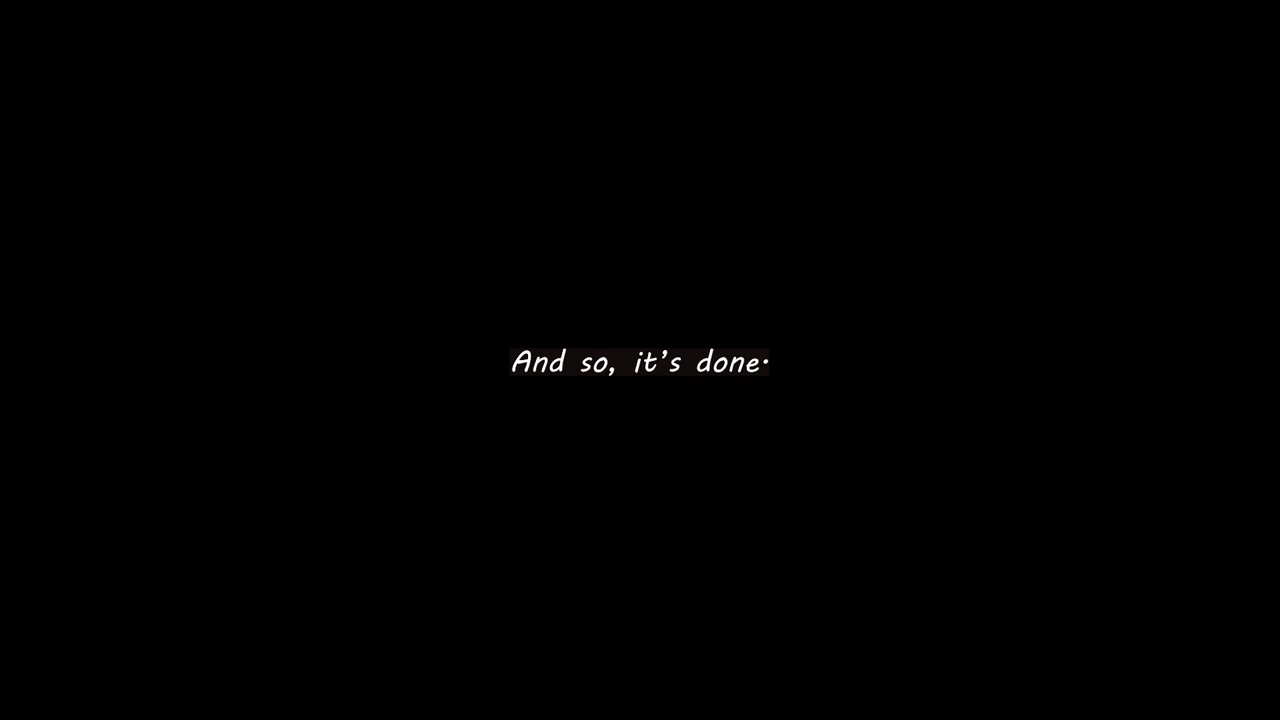 And so, it’s done.